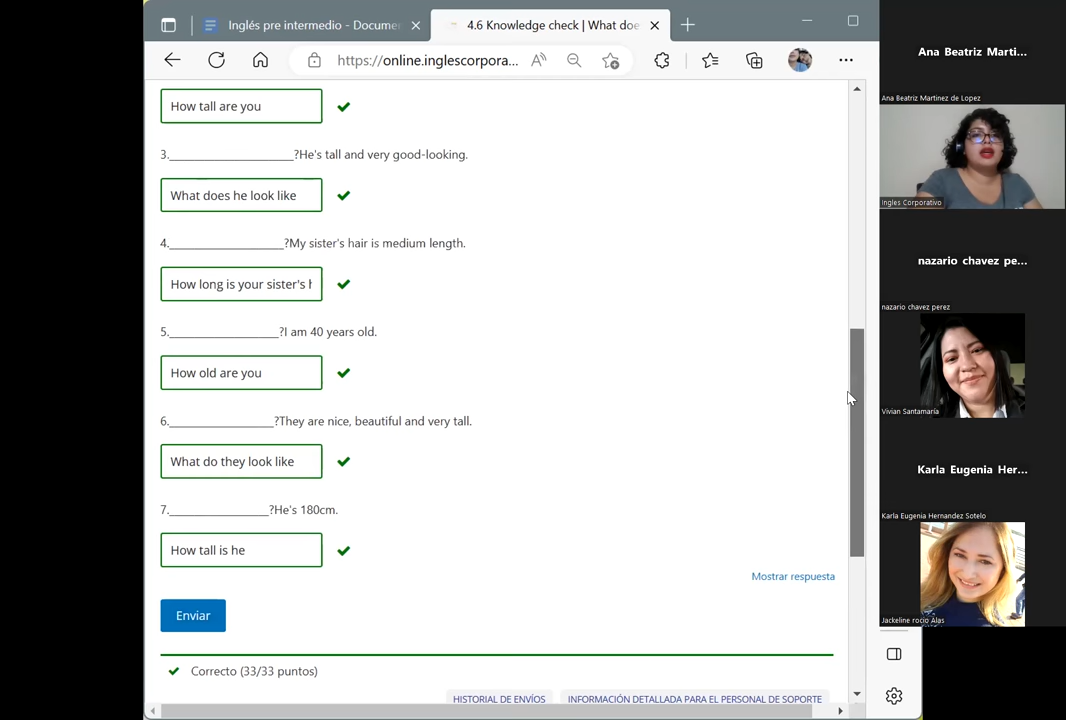 Inglés pre intermedio - Docume
4.6 Knowledge check | What doe
https://online.inglescorpora...
How tall are you
3.____________________?He's tall and very good-looking.
What does he look like
4.___________________?My sister's hair is medium length.
How long is your sister's h
5.__________________?I am 40 years old.
How old are you
6._________________?They are nice, beautiful and very tall.
What do they look like
7.________________?He's 180cm.
How tall is he
Mostrar respuesta
Enviar
Correcto (33/33 puntos)
HISTORIAL DE ENVÍOS
INFORMACIÓN DETALLADA PARA EL PERSONAL DE SOPORTE
Ana Beatriz Marti...
Ana Beatriz Martinez de Lopez
Ingles Corporativo
nazario chavez pe...
nazario chavez perez
Vivian Santamaría
Karla Eugenia Her...
Karla Eugenia Hernandez Sotelo
Jackeline rocio Alas